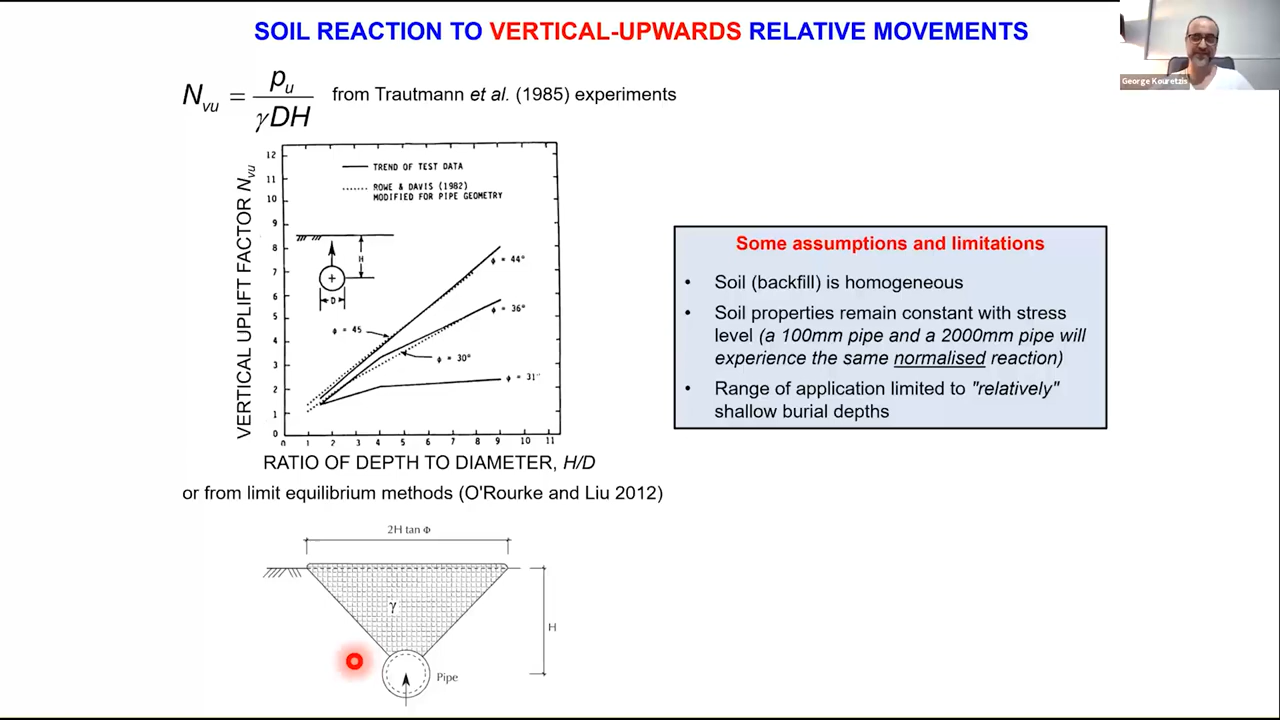 SOIL REACTION TO VERTICAL-UPWARDS RELATIVE MOVEMENTS
George Kouretzis
N_vu = p_u / γDH from Trautmann et al. (1985) experiments
VERTICAL UPLIFT FACTOR N_vu
12
11
10
9
8
7
6
5
4
3
2
1
0
TREND OF TEST DATA
ROWE & DAVIS (1982)
MODIFIED FOR PIPE GEOMETRY
H
D
ϕ = 44°
ϕ = 36°
ϕ = 45
ϕ = 30°
ϕ = 31°
0 1 2 3 4 5 6 7 8 9 10 11
RATIO OF DEPTH TO DIAMETER, H/D
or from limit equilibrium methods (O'Rourke and Liu 2012)
2H tan Φ
γ
H
Pipe
Some assumptions and limitations
• Soil (backfill) is homogeneous
• Soil properties remain constant with stress
level (a 100mm pipe and a 2000mm pipe will
experience the same normalised reaction)
• Range of application limited to "relatively"
shallow burial depths